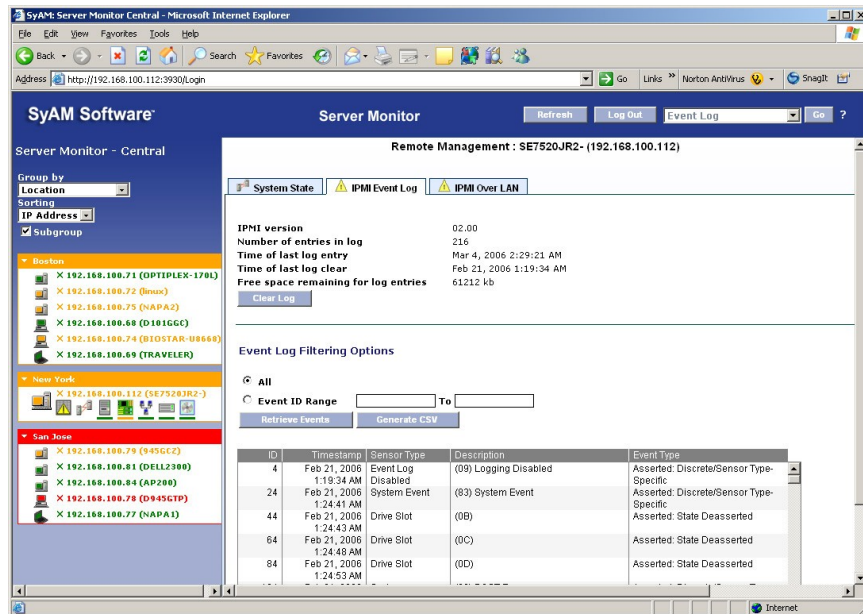 SyAM: Server Monitor Central - Microsoft Internet Explorer
File Edit View Favorites Tools Help
Back Search Favorites
Address http://192.168.100.112:3930/Login Go Links » Norton AntiVirus SnagIt
SyAM Software Server Monitor Refresh Log Out Event Log Go ?
Server Monitor - Central
Group by
Location
Sorting
IP Address
Subgroup
Boston
X 192.168.100.71 (OPTIPLEX-170L)
X 192.168.100.72 (linux)
X 192.168.100.75 (NAPA2)
X 192.168.100.68 (D101GGC)
X 192.168.100.74 (BIOSTAR-U8668)
X 192.168.100.69 (TRAVELER)
New York
X 192.168.100.112 (SE7520JR2-)
San Jose
X 192.168.100.79 (945GCZ)
X 192.168.100.81 (DELL2300)
X 192.168.100.84 (AP200)
X 192.168.100.78 (D945GTP)
X 192.168.100.77 (NAPA1)
Remote Management : SE7520JR2- (192.168.100.112)
System State IPMI Event Log IPMI Over LAN
IPMI version 02.00
Number of entries in log 216
Time of last log entry Mar 4, 2006 2:29:21 AM
Time of last log clear Feb 21, 2006 1:19:34 AM
Free space remaining for log entries 61212 kb
Clear Log
Event Log Filtering Options
All
Event ID Range To
Retrieve Events Generate CSV
ID Timestamp Sensor Type Description Event Type
4 Feb 21, 2006 Event Log (09) Logging Disabled Asserted: Discrete/Sensor Type-
1:19:34 AM Disabled Specific
24 Feb 21, 2006 System Event (83) System Event Asserted: Discrete/Sensor Type-
1:24:41 AM Specific
44 Feb 21, 2006 Drive Slot (0B) Asserted: State Deasserted
1:24:43 AM
64 Feb 21, 2006 Drive Slot (0C) Asserted: State Deasserted
1:24:48 AM
84 Feb 21, 2006 Drive Slot (0D) Asserted: State Deasserted
1:24:53 AM
Internet